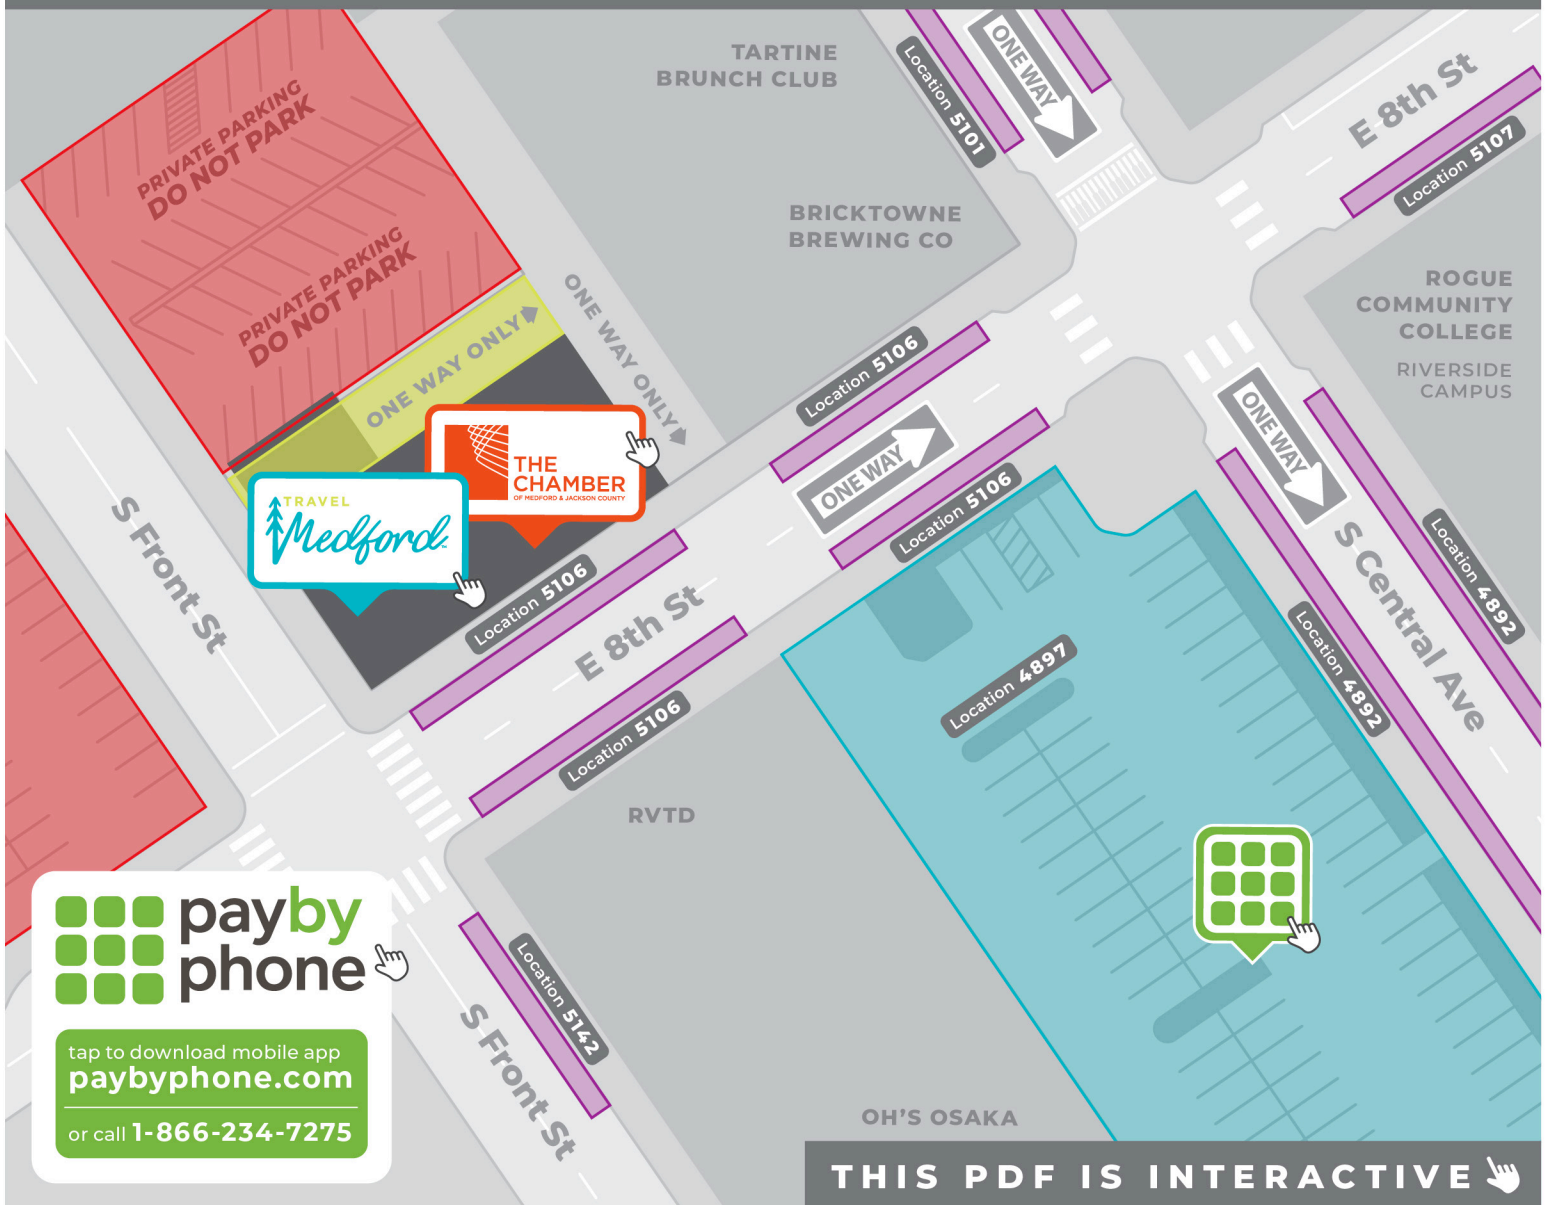 TARTINE
BRUNCH CLUB
Location 5101
ONE WAY
E 8th St
Location 5107
PRIVATE PARKING
DO NOT PARK
PRIVATE PARKING
DO NOT PARK
BRICKTOWNE
BREWING CO
ROGUE
COMMUNITY
COLLEGE
RIVERSIDE
CAMPUS
ONE WAY ONLY
ONE WAY ONLY
Location 5106
ONE WAY
ONE WAY
THE
CHAMBER
OF MEDFORD & JACKSON COUNTY
TRAVEL
Medford
S Front St
Location 5106
Location 5106
E 8th St
S Central Ave
Location 4892
Location 4892
Location 4897
Location 5106
RVTD
paybyphone
tap to download mobile app
paybyphone.com
or call 1-866-234-7275
Location 5142
S Front St
OH'S OSAKA
THIS PDF IS INTERACTIVE